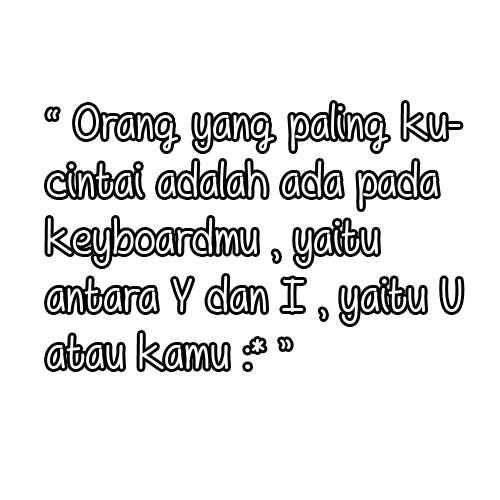 “ Orang yang paling ku-
cintai adalah ada pada
keyboardmu , yaitu
antara Y dan I , yaitu U
atau kamu :* ”